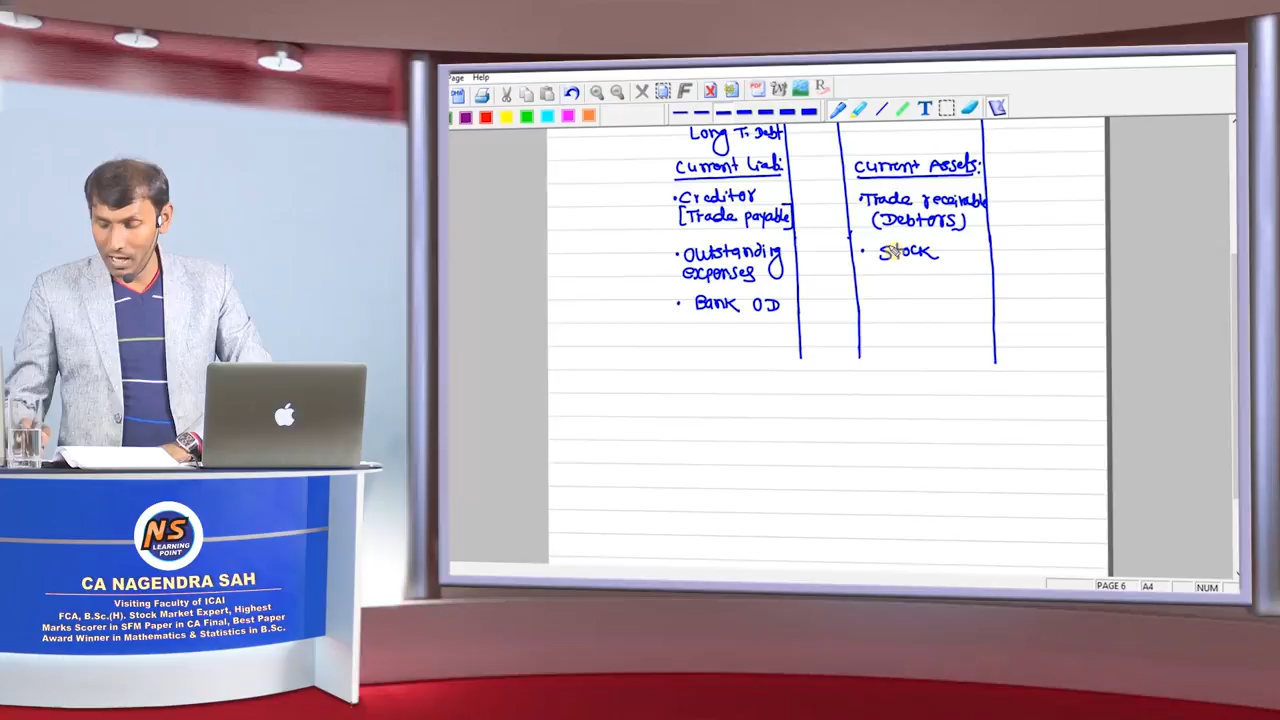 Page Help
Long T. Debt
Current Liab:
Current Assets:
• Creditor
[Trade payable]
• Trade receivable
(Debtors)
• Outstanding
expenses
• Stock
• Bank OD
PAGE 6 A4 NUM
NS
LEARNING
POINT
CA NAGENDRA SAH
Visiting Faculty of ICAI
FCA, B.Sc.(H). Stock Market Expert, Highest
Marks Scorer in SFM Paper in CA Final, Best Paper
Award Winner in Mathematics & Statistics in B.Sc.